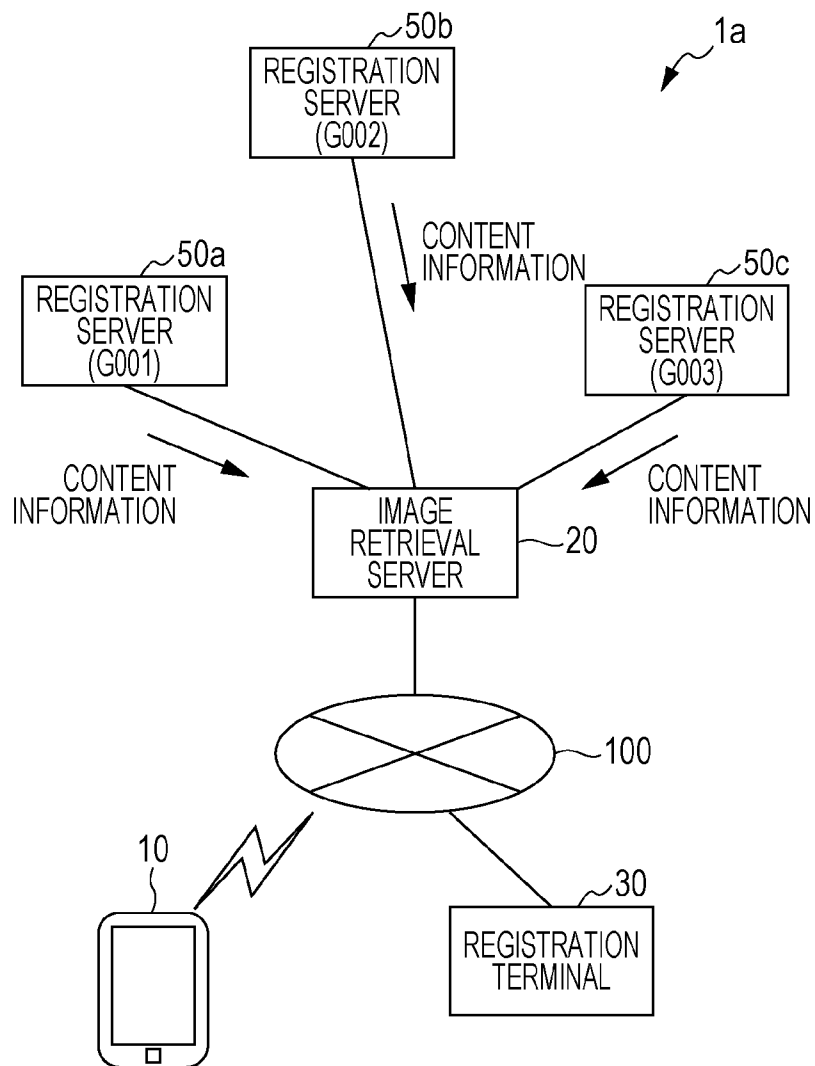 50b
1a
REGISTRATION
SERVER
(G002)
CONTENT
INFORMATION
50a
REGISTRATION
SERVER
(G001)
50c
REGISTRATION
SERVER
(G003)
CONTENT
INFORMATION
CONTENT
INFORMATION
IMAGE
RETRIEVAL
SERVER
20
100
10
30
REGISTRATION
TERMINAL